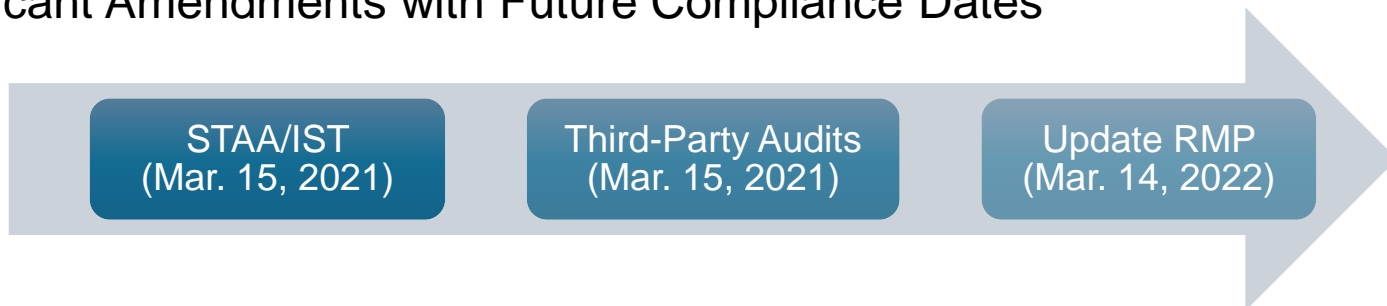 cant Amendments with Future Compliance Dates
STAA/IST
(Mar. 15, 2021)
Third-Party Audits
(Mar. 15, 2021)
Update RMP
(Mar. 14, 2022)